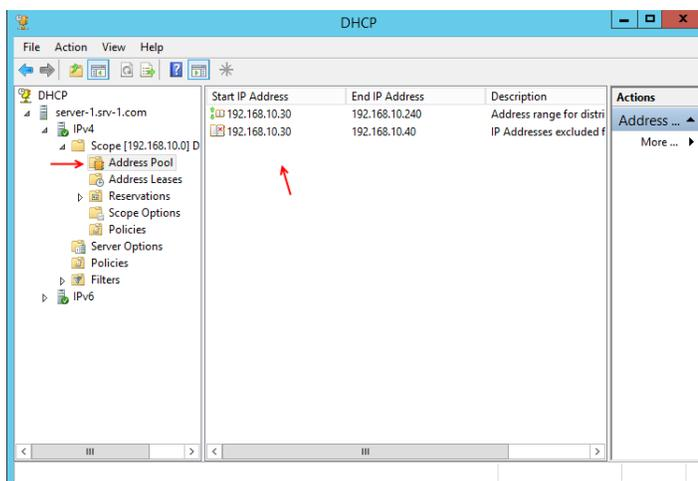 DHCP
File Action View Help
DHCP
server-1.srv-1.com
IPv4
Scope [192.168.10.0] D
Address Pool
Address Leases
Reservations
Scope Options
Policies
Server Options
Policies
Filters
IPv6
Start IP Address End IP Address Description
192.168.10.30 192.168.10.240 Address range for distri
192.168.10.30 192.168.10.40 IP Addresses excluded f
Actions
Address ...
More ...